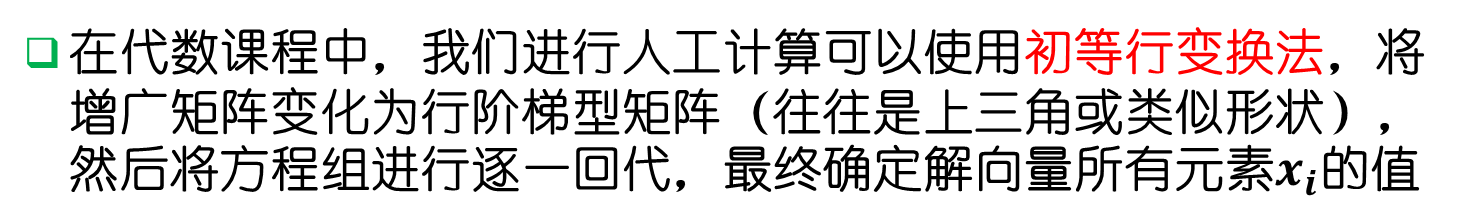 在代数课程中，我们进行人工计算可以使用初等行变换法，将
增广矩阵变化为行阶梯型矩阵（往往是上三角或类似形状），
然后将方程组进行逐一回代，最终确定解向量所有元素xᵢ的值